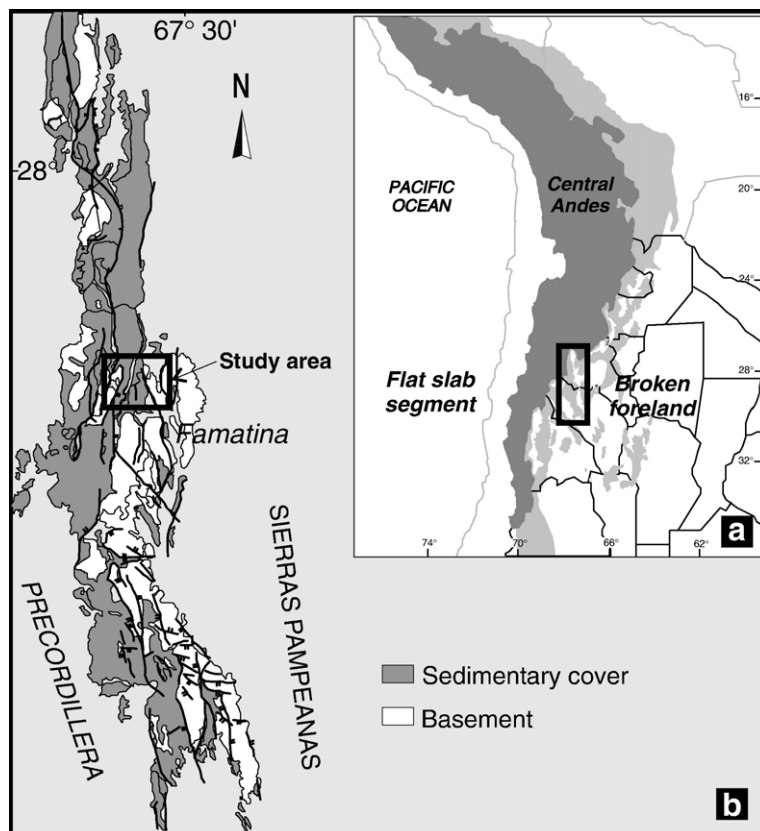 67° 30'
N
28°
Study area
Famatina
SIERRAS PAMPEANAS
PRECORDILLERA
Sedimentary cover
Basement
b
PACIFIC
OCEAN
Central
Andes
Flat slab
segment
Broken
foreland
16°
20°
24°
28°
32°
74°
70°
66°
62°
a